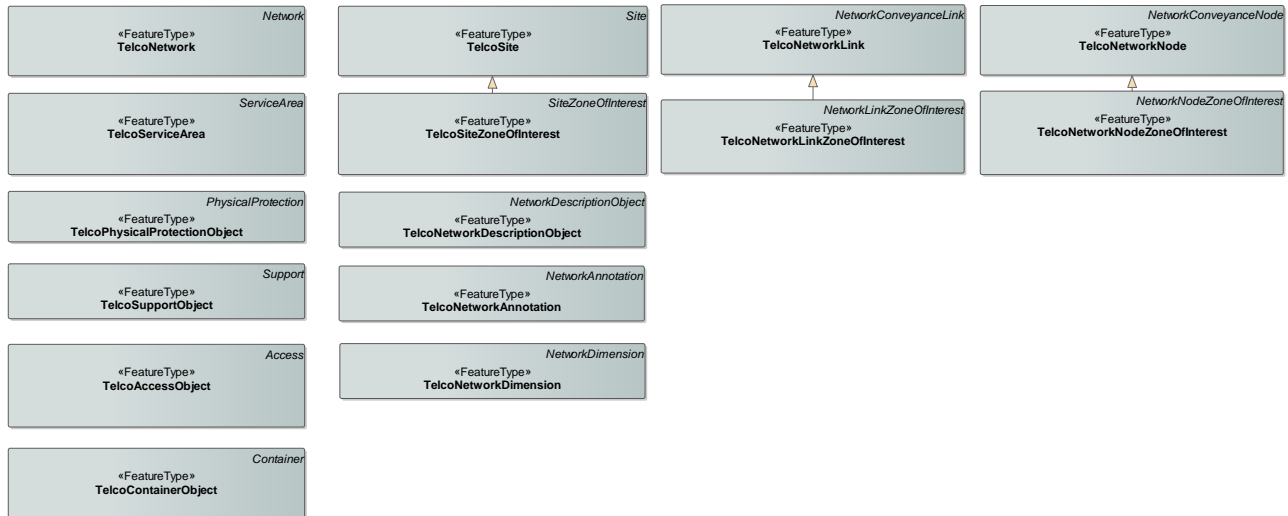 Network
«FeatureType»
TelcoNetwork
ServiceArea
«FeatureType»
TelcoServiceArea
PhysicalProtection
«FeatureType»
TelcoPhysicalProtectionObject
Support
«FeatureType»
TelcoSupportObject
Access
«FeatureType»
TelcoAccessObject
Container
«FeatureType»
TelcoContainerObject
Site
«FeatureType»
TelcoSite
SiteZoneOfInterest
«FeatureType»
TelcoSiteZoneOfInterest
NetworkDescriptionObject
«FeatureType»
TelcoNetworkDescriptionObject
NetworkAnnotation
«FeatureType»
TelcoNetworkAnnotation
NetworkDimension
«FeatureType»
TelcoNetworkDimension
NetworkConveyanceLink
«FeatureType»
TelcoNetworkLink
NetworkLinkZoneOfInterest
«FeatureType»
TelcoNetworkLinkZoneOfInterest
NetworkConveyanceNode
«FeatureType»
TelcoNetworkNode
NetworkNodeZoneOfInterest
«FeatureType»
TelcoNetworkNodeZoneOfInterest